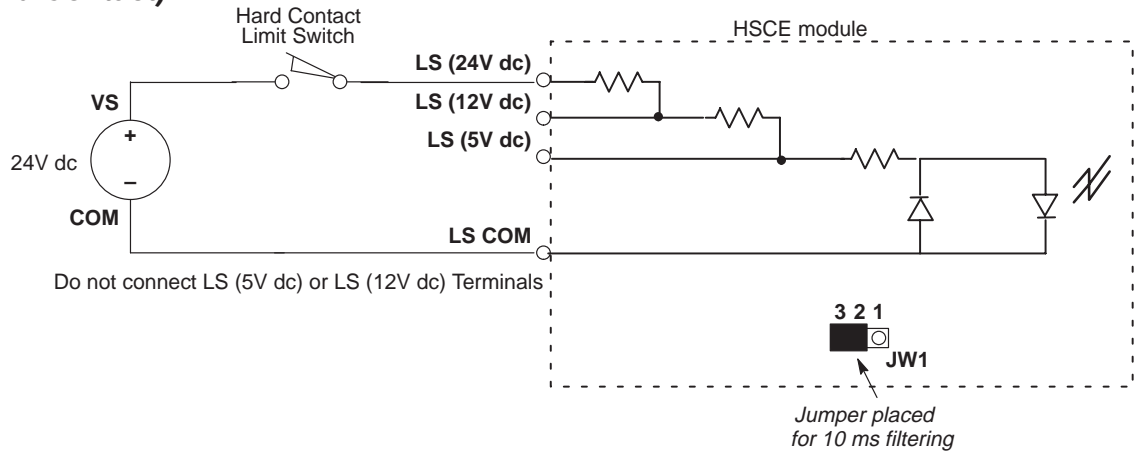 Hard Contact
Limit Switch
HSCE module
LS (24V dc)
VS
LS (12V dc)
+
LS (5V dc)
24V dc
–
COM
LS COM
Do not connect LS (5V dc) or LS (12V dc) Terminals
3 2 1
JW1
Jumper placed
for 10 ms filtering